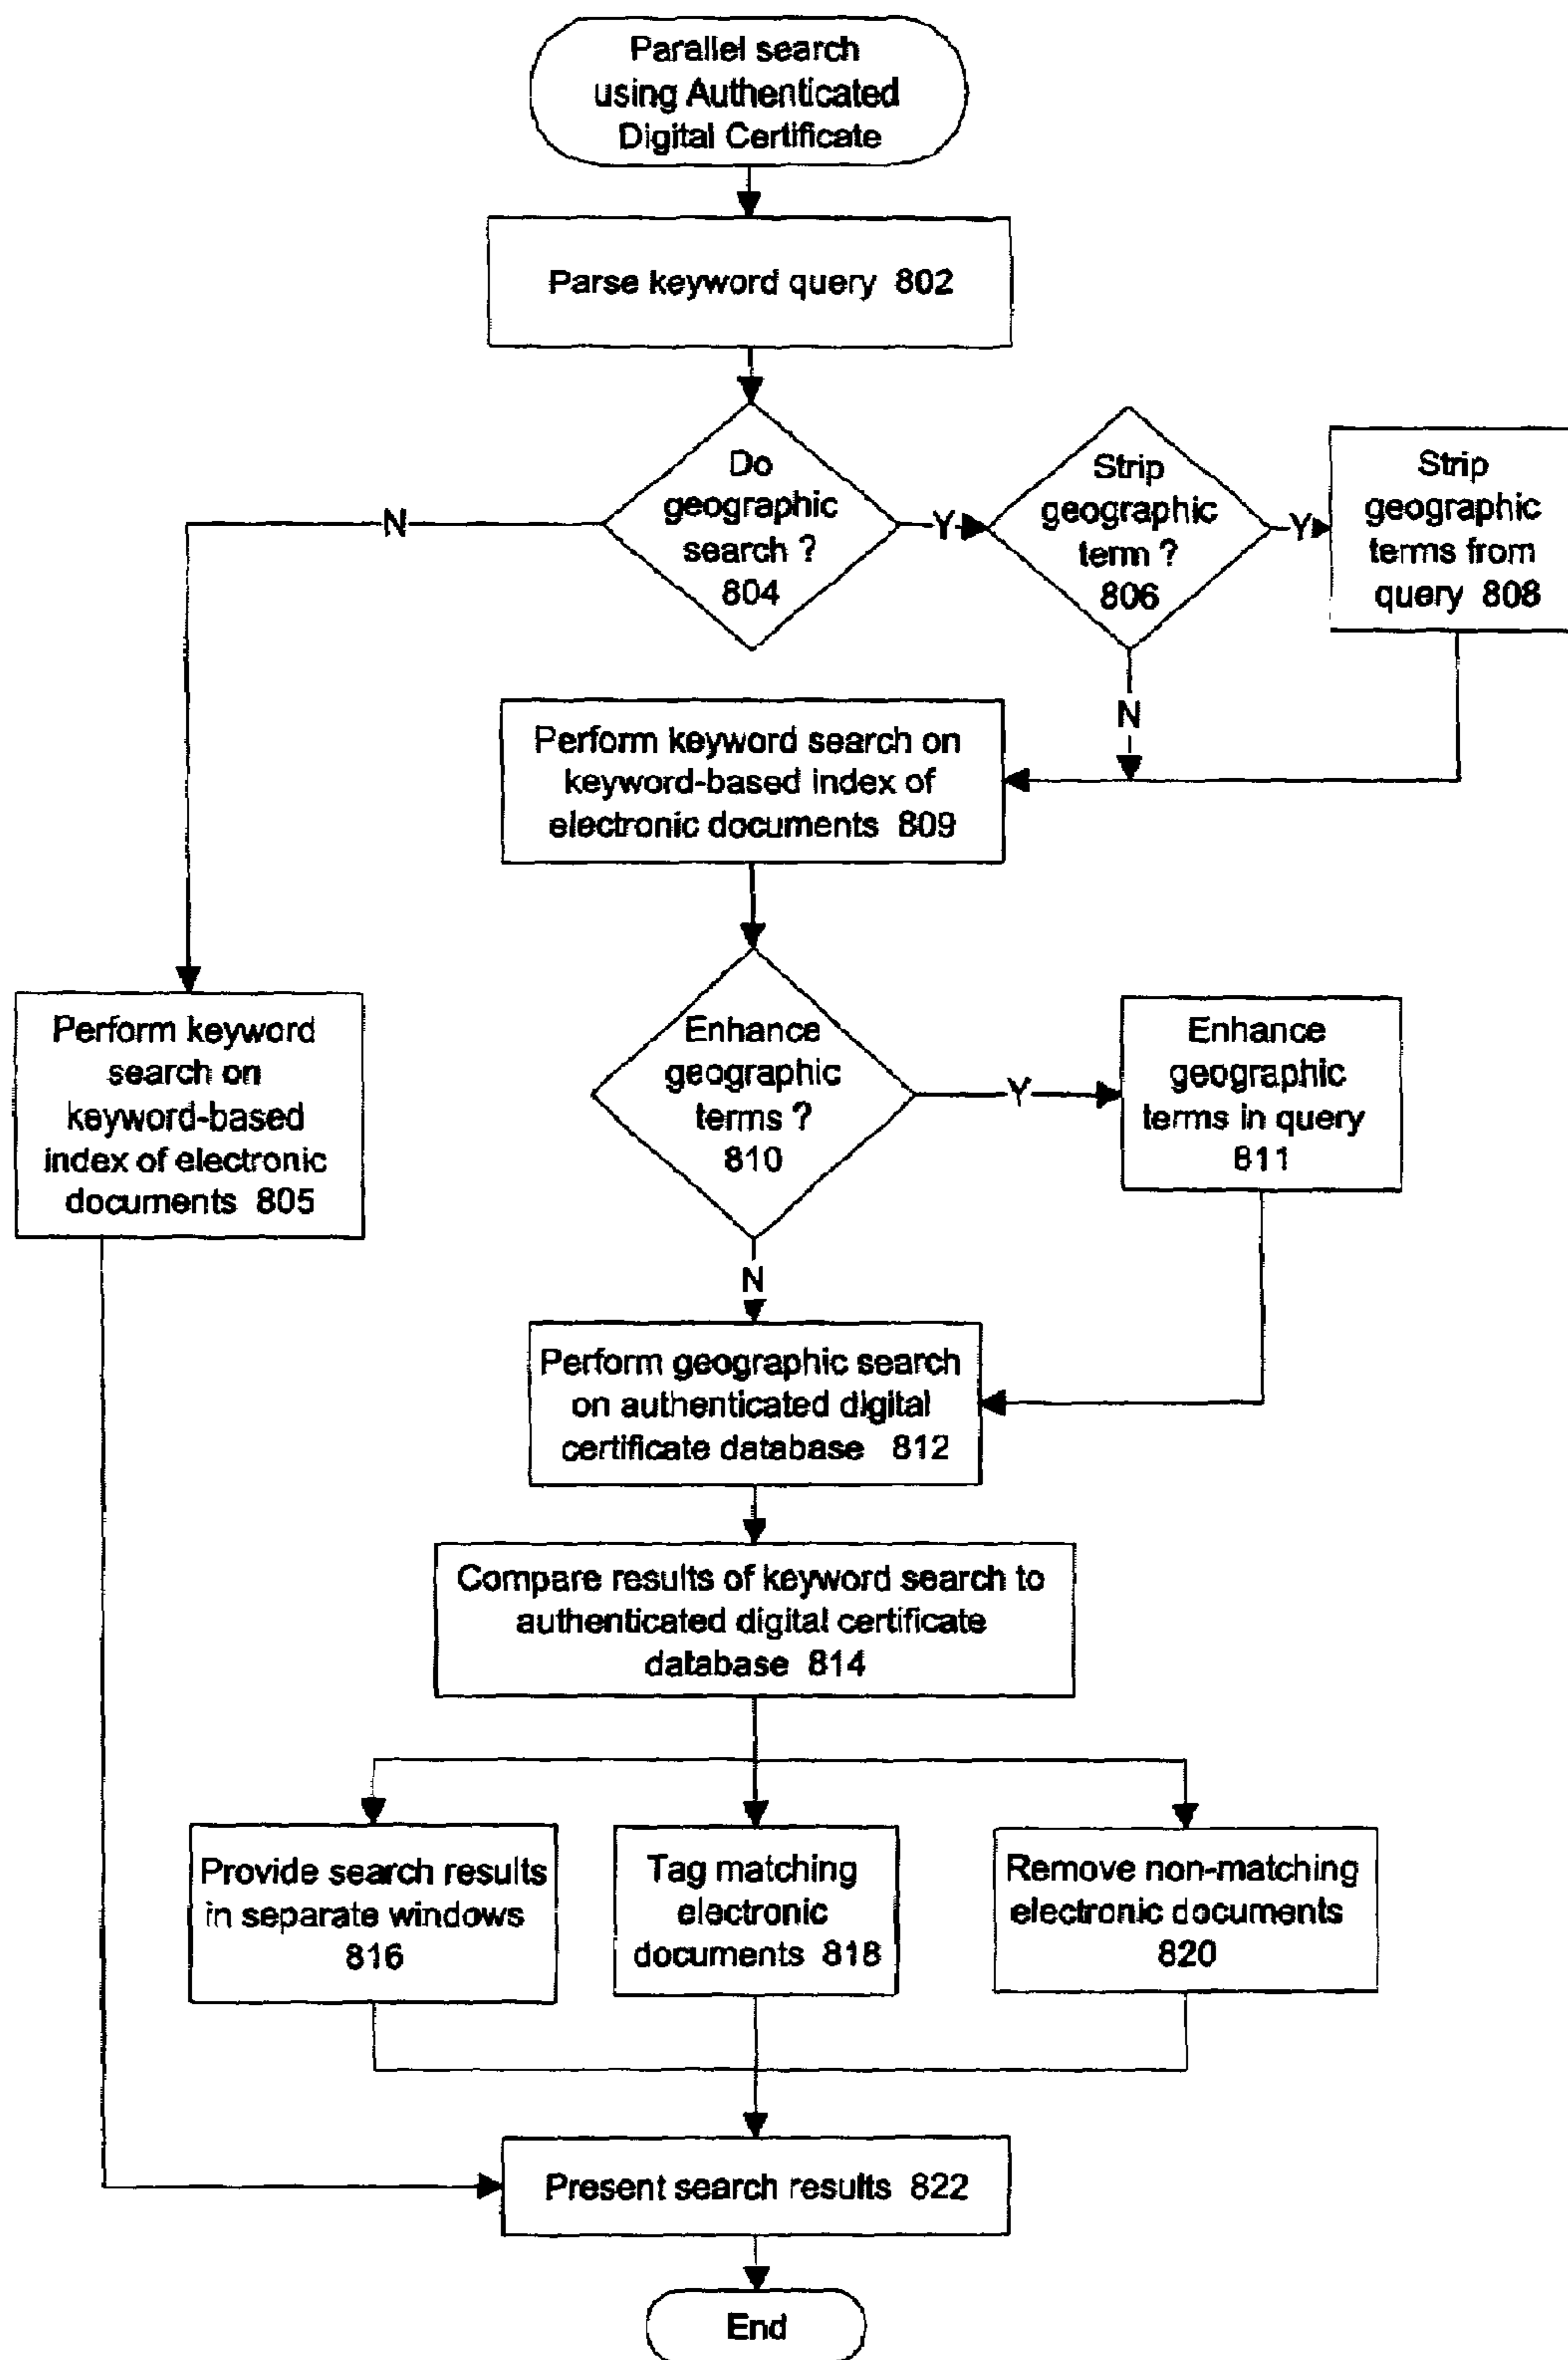 Parallel search
using Authenticated
Digital Certificate
Parse keyword query 802
Do
geographic
search ?
804
N
Y
Strip
geographic
term ?
806
Y
Strip
geographic
terms from
query 808
N
Perform keyword search on
keyword-based index of
electronic documents 809
Perform keyword
search on
keyword-based
index of electronic
documents 805
Enhance
geographic
terms ?
810
Y
Enhance
geographic
terms in query
811
N
Perform geographic search
on authenticated digital
certificate database 812
Compare results of keyword search to
authenticated digital certificate
database 814
Provide search results
in separate windows
816
Tag matching
electronic
documents 818
Remove non-matching
electronic documents
820
Present search results 822
End